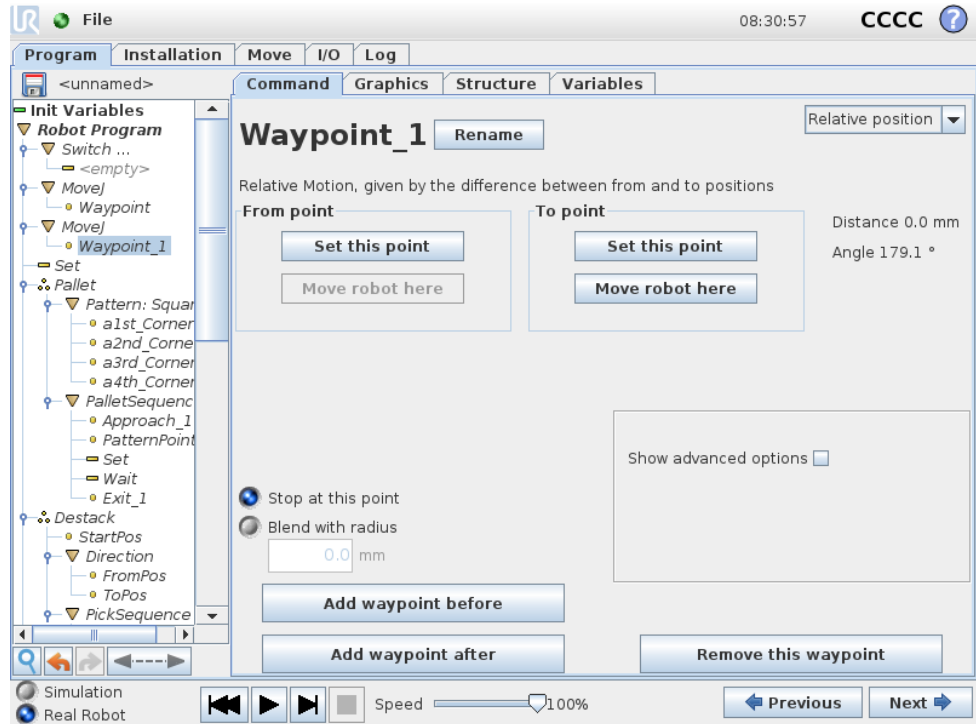 UR File 08:30:57 CCCC ?
Program Installation Move I/O Log
<unnamed>
Command Graphics Structure Variables
Init Variables
Robot Program
Switch ...
<empty>
MoveJ
Waypoint
MoveJ
Waypoint_1
Set
Pallet
Pattern: Squar
a1st_Corner
a2nd_Corne
a3rd_Corner
a4th_Corner
PalletSequenc
Approach_1
PatternPoint
Set
Wait
Exit_1
Destack
StartPos
Direction
FromPos
ToPos
PickSequence
Waypoint_1 Rename
Relative position
Relative Motion, given by the difference between from and to positions
From point
Set this point
Move robot here
To point
Set this point
Move robot here
Distance 0.0 mm
Angle 179.1 °
Show advanced options
Stop at this point
Blend with radius
0.0 mm
Add waypoint before
Add waypoint after
Remove this waypoint
Simulation
Real Robot
Speed 100%
Previous Next